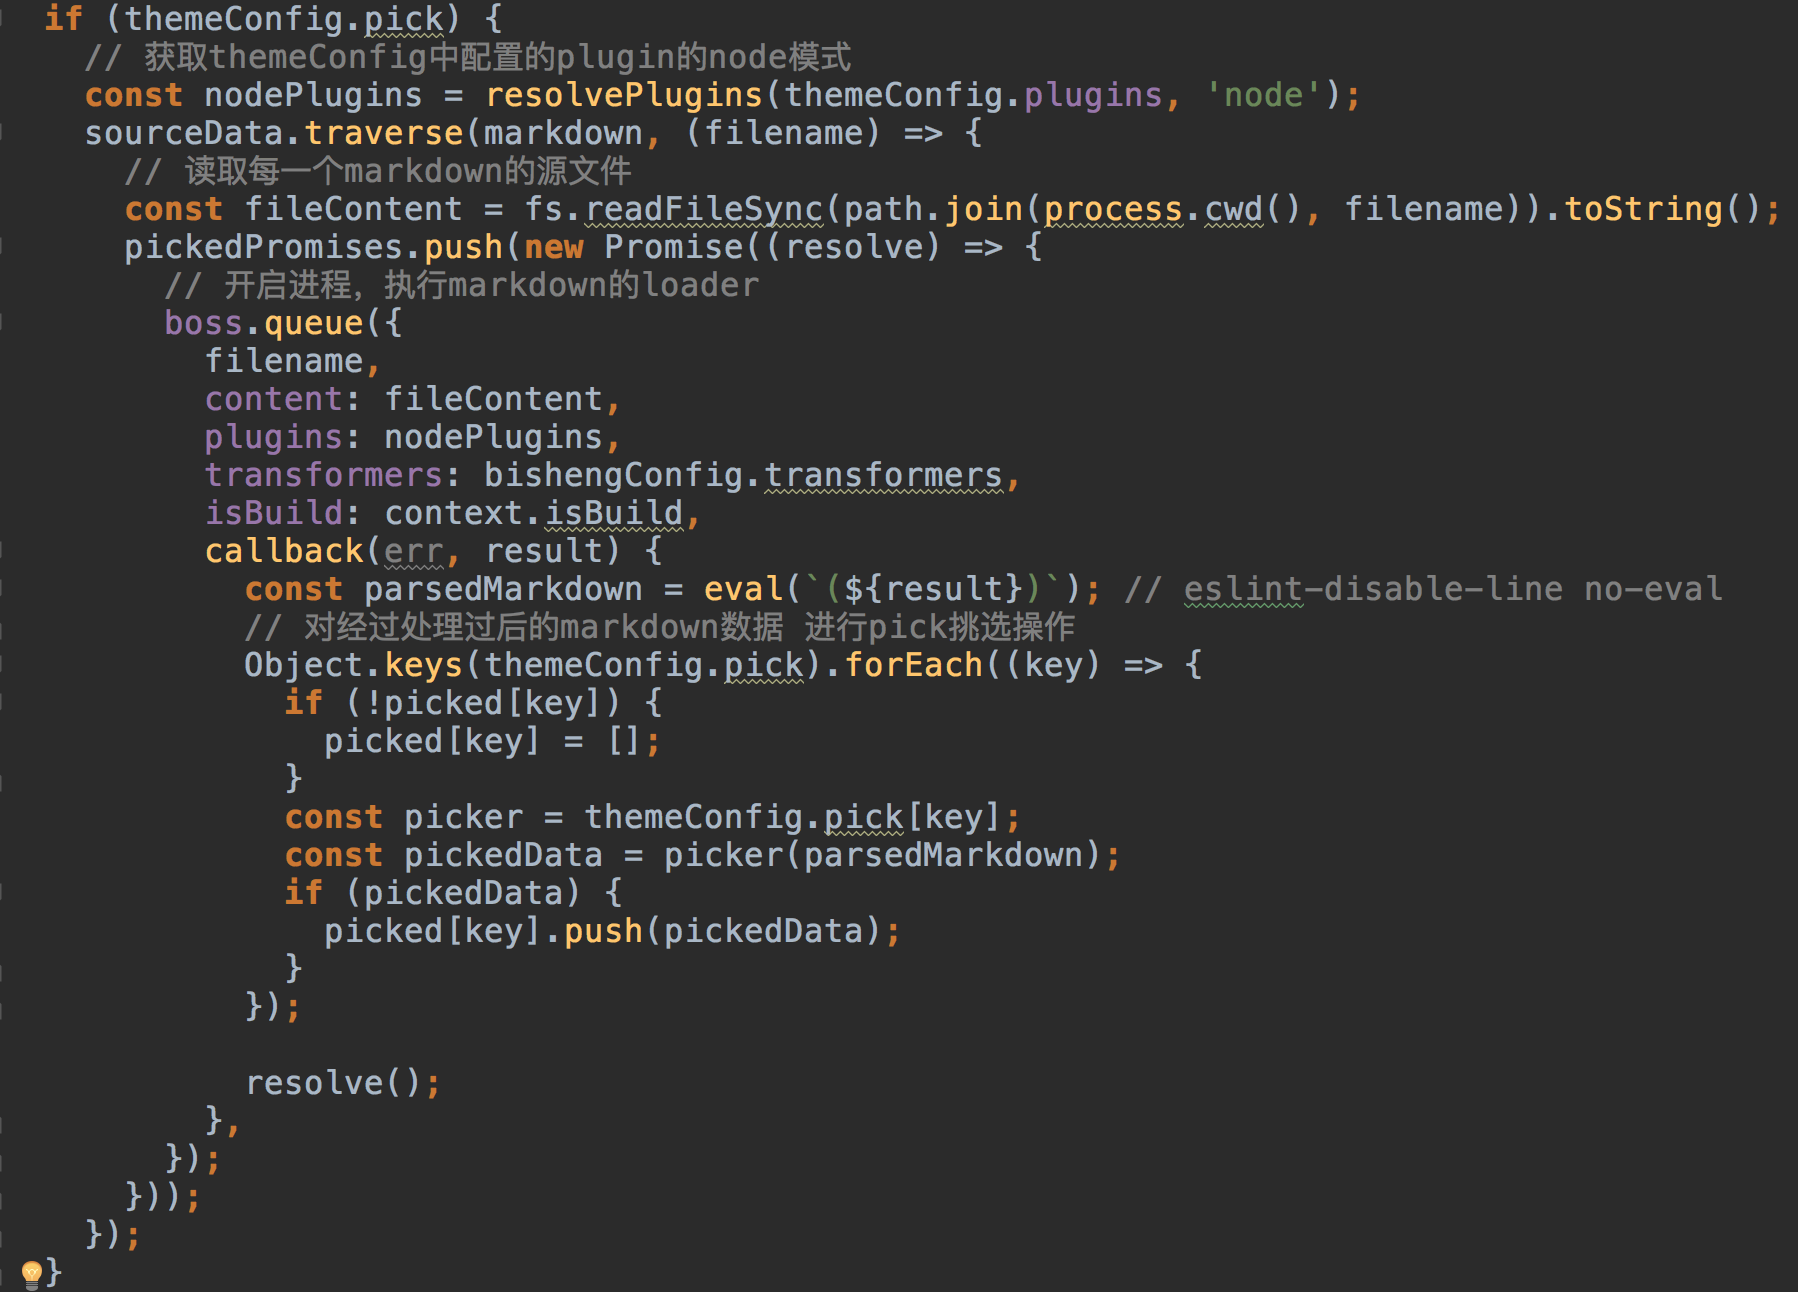 if (themeConfig.pick) {
  // 获取themeConfig中配置的plugin的node模式
  const nodePlugins = resolvePlugins(themeConfig.plugins, 'node');
  sourceData.traverse(markdown, (filename) => {
    // 读取每一个markdown的源文件
    const fileContent = fs.readFileSync(path.join(process.cwd(), filename)).toString();
    pickedPromises.push(new Promise((resolve) => {
      // 开启进程，执行markdown的loader
      boss.queue({
        filename,
        content: fileContent,
        plugins: nodePlugins,
        transformers: bishengConfig.transformers,
        isBuild: context.isBuild,
        callback(err, result) {
          const parsedMarkdown = eval(`(${result})`); // eslint-disable-line no-eval
          // 对经过处理过后的markdown数据 进行pick挑选操作
          Object.keys(themeConfig.pick).forEach((key) => {
            if (!picked[key]) {
              picked[key] = [];
            }
            const picker = themeConfig.pick[key];
            const pickedData = picker(parsedMarkdown);
            if (pickedData) {
              picked[key].push(pickedData);
            }
          });

          resolve();
        },
      });
    }));
  });
}